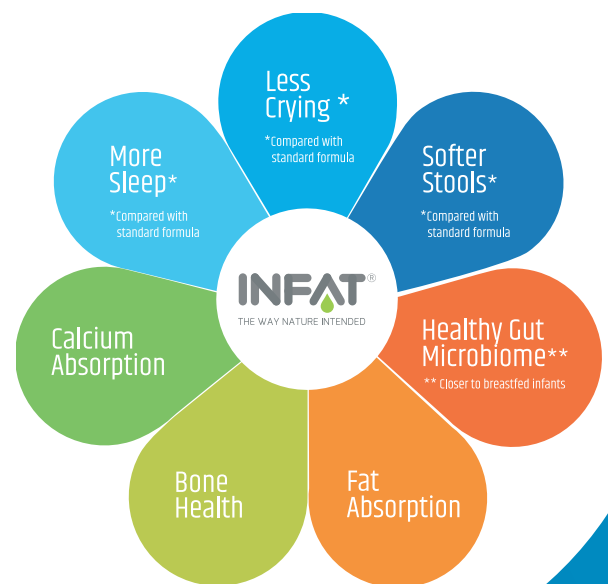 Less
Crying *
*Compared with
standard formula
More
Sleep*
*Compared with
standard formula
Softer
Stools*
*Compared with
standard formula
INFAT®
THE WAY NATURE INTENDED
Calcium
Absorption
Healthy Gut
Microbiome**
** Closer to breastfed infants
Bone
Health
Fat
Absorption